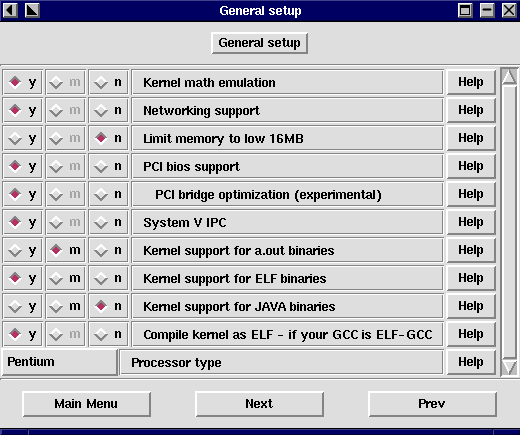 General setup
General setup
y m n Kernel math emulation Help
y m n Networking support Help
y m n Limit memory to low 16MB Help
y m n PCI bios support Help
y m n PCI bridge optimization (experimental) Help
y m n System V IPC Help
y m n Kernel support for a.out binaries Help
y m n Kernel support for ELF binaries Help
y m n Kernel support for JAVA binaries Help
y m n Compile kernel as ELF - if your GCC is ELF-GCC Help
Pentium Processor type Help
Main Menu Next Prev